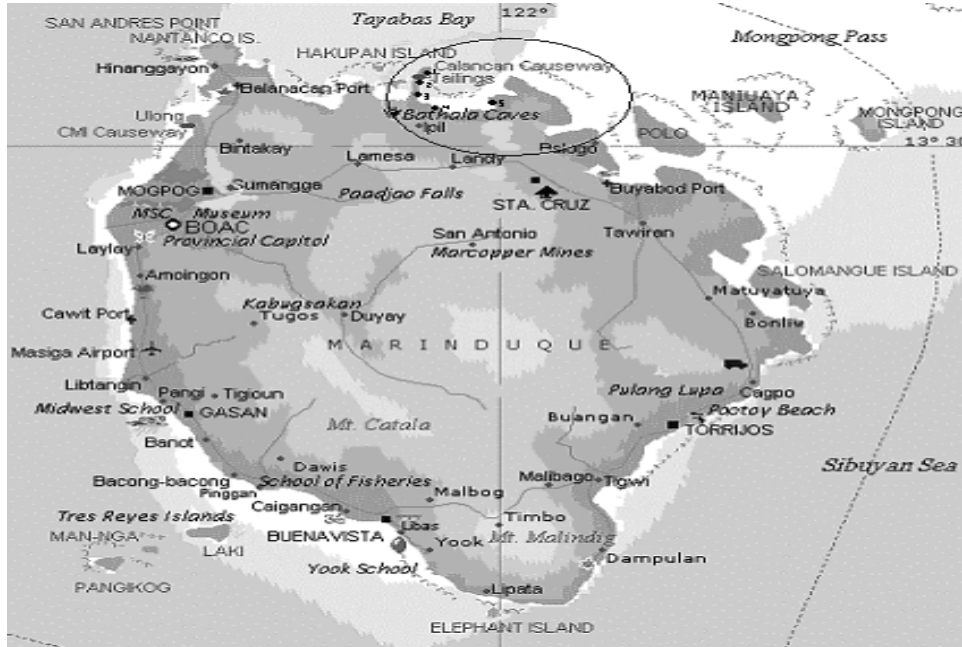 SAN ANDRES POINT
Tayabas Bay
122°
NANTANCO IS.
HAKUPAN ISLAND
Mongpong Pass
Hinanggayon
Calancan Causeway
Tailings
Balanacan Port
MANIUAYA
ISLAND
2
3
5
Bathala Caves
MONGPONG
ISLAND
Ulong
CMI Causeway
Ipil
POLO
13° 30
Bintakay
Lamesa
Landy
Bslogo
MOGPOG
Sumangga
Paadjao Falls
Buyabod Port
STA. CRUZ
MSC Museum
BOAC
Provincial Capitol
San Antonio
Tawiran
Laylay
Marcopper Mines
Amoingon
SALOMANGUE ISLAND
Matuyatuya
Kabugsakan
Tugos
Duyay
Cawit Port
Bonliw
MARINDUQUE
Masiga Airport
Libtangin
Pangi
Tigioun
Pulang Lupa
Cagpo
Midwest School
GASAN
Buangan
Poctoy Beach
Mt. Catala
TORRIJOS
Banot
Dawis
Sibuyan Sea
Bacong-bacong
School of Fisheries
Malibago
Tigwi
Pinggan
Malbog
Caigangan
Tres Reyes Islands
Timbo
Libas
MAN-NGA
BUENAVISTA
Mt. Malindig
LAKI
Yook
Dampulan
Yook School
PANGIKOG
Lipata
ELEPHANT ISLAND